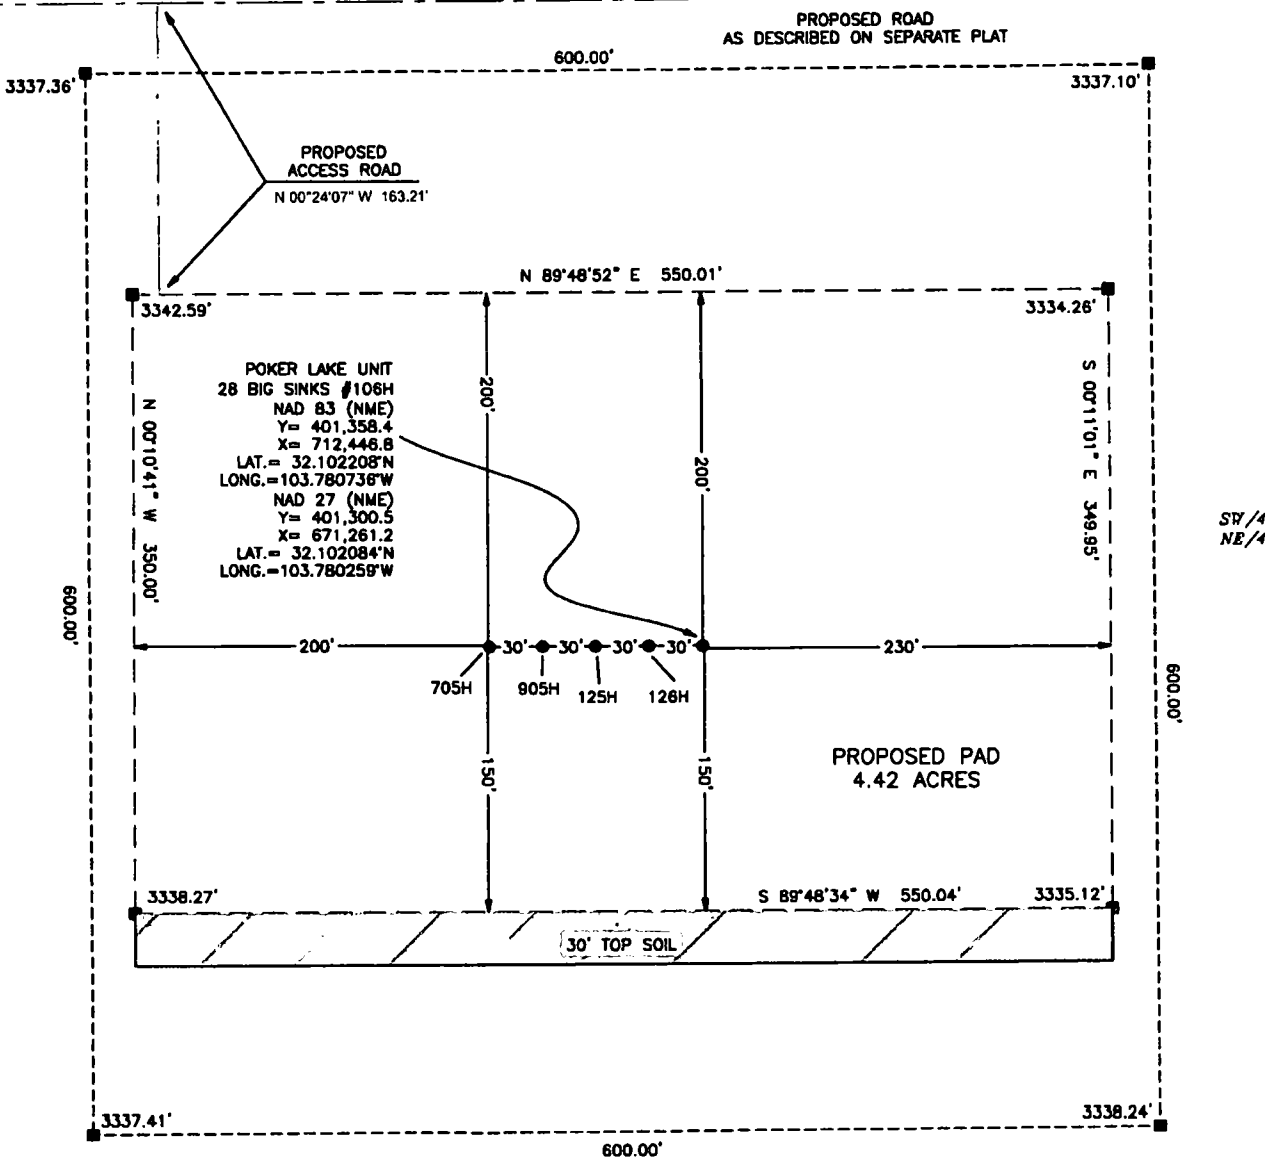 PROPOSED ROAD
AS DESCRIBED ON SEPARATE PLAT
600.00'
3337.36'
3337.10'
PROPOSED
ACCESS ROAD
N 00°24'07" W 163.21'
N 89°48'52" E 550.01'
3342.59'
3334.26'
POKER LAKE UNIT
28 BIG SINKS #106H
NAD 83 (NME)
Y= 401,358.4
X= 712,446.8
LAT.= 32.102208°N
LONG.=103.780736°W
NAD 27 (NME)
Y= 401,300.5
X= 671,261.2
LAT.= 32.102084°N
LONG.=103.780259°W
N 00°10'41" W 350.00'
200'
200'
S 00°11'01" E 349.95'
SW/4
NE/4
600.00'
200'
30'
30'
30'
30'
230'
705H
905H
125H
126H
600.00'
150'
150'
PROPOSED PAD
4.42 ACRES
3338.27'
S 89°48'34" W 550.04'
3335.12'
30' TOP SOIL
3337.41'
3338.24'
600.00'